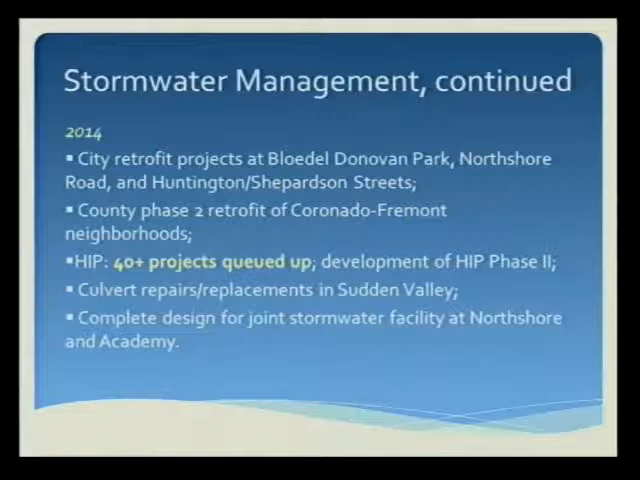 Stormwater Management, continued
2014
▪ City retrofit projects at Bloedel Donovan Park, Northshore
Road, and Huntington/Shepardson Streets;
▪ County phase 2 retrofit of Coronado-Fremont
neighborhoods;
▪HIP: 40+ projects queued up; development of HIP Phase II;
▪ Culvert repairs/replacements in Sudden Valley;
▪ Complete design for joint stormwater facility at Northshore
and Academy.